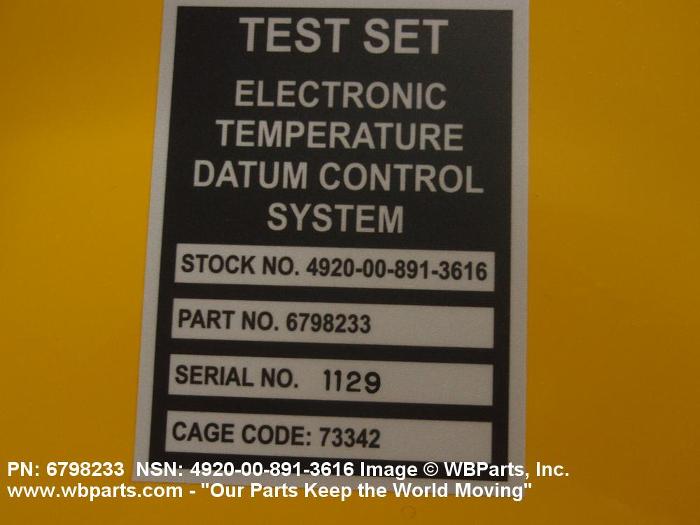 TEST SET
ELECTRONIC
TEMPERATURE
DATUM CONTROL
SYSTEM
STOCK NO. 4920-00-891-3616
PART NO. 6798233
SERIAL NO. 1129
CAGE CODE: 73342
PN: 6798233 NSN: 4920-00-891-3616 Image © WBParts, Inc.
www.wbparts.com - "Our Parts Keep the World Moving"